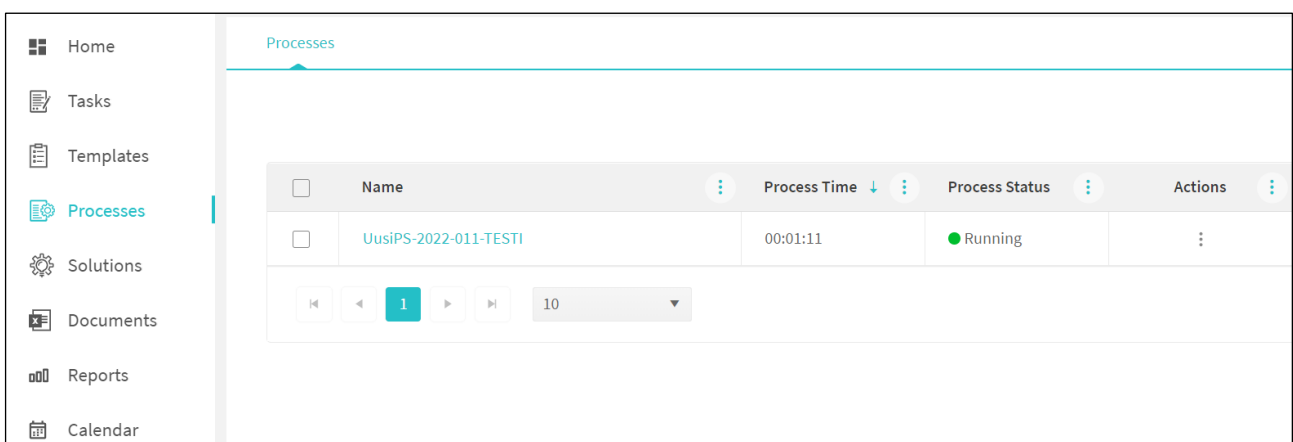 Home
Tasks
Templates
Processes
Solutions
Documents
Reports
Calendar
Processes
Name Process Time ↓ Process Status Actions
UusiPS-2022-011-TESTI 00:01:11 Running
1 10